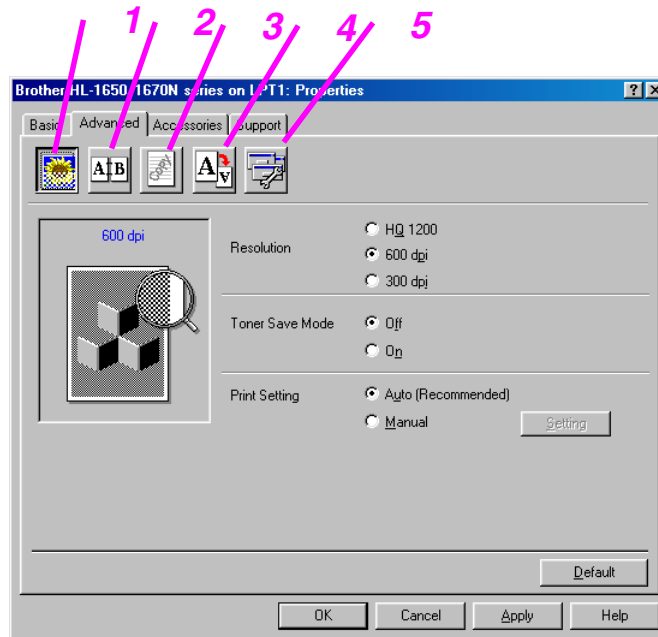 1 2 3 4 5
Brother HL-1650/1670N series on LPT1: Properties
Basic Advanced Accessories Support
A B COPY A A
600 dpi
Resolution
HQ 1200
600 dpi
300 dpi
Toner Save Mode
Off
On
Print Setting
Auto (Recommended)
Manual
Setting
Default
OK Cancel Apply Help